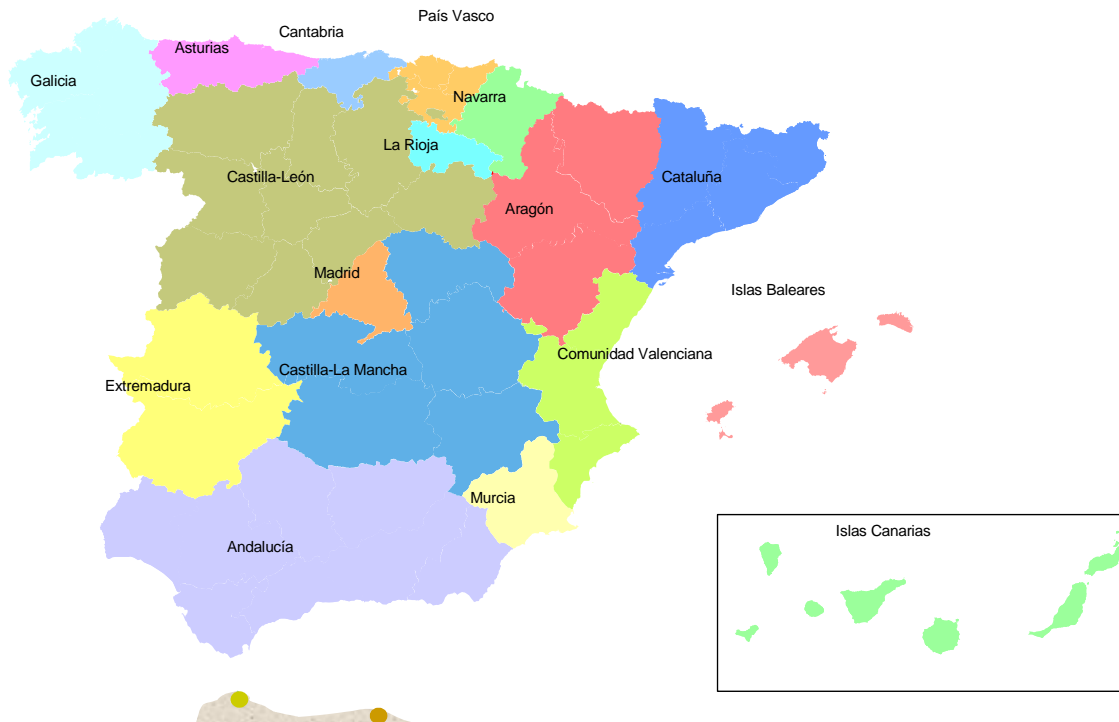 País Vasco
Cantabria
Asturias
Galicia
Navarra
La Rioja
Castilla-León
Cataluña
Aragón
Madrid
Islas Baleares
Comunidad Valenciana
Castilla-La Mancha
Extremadura
Murcia
Islas Canarias
Andalucía